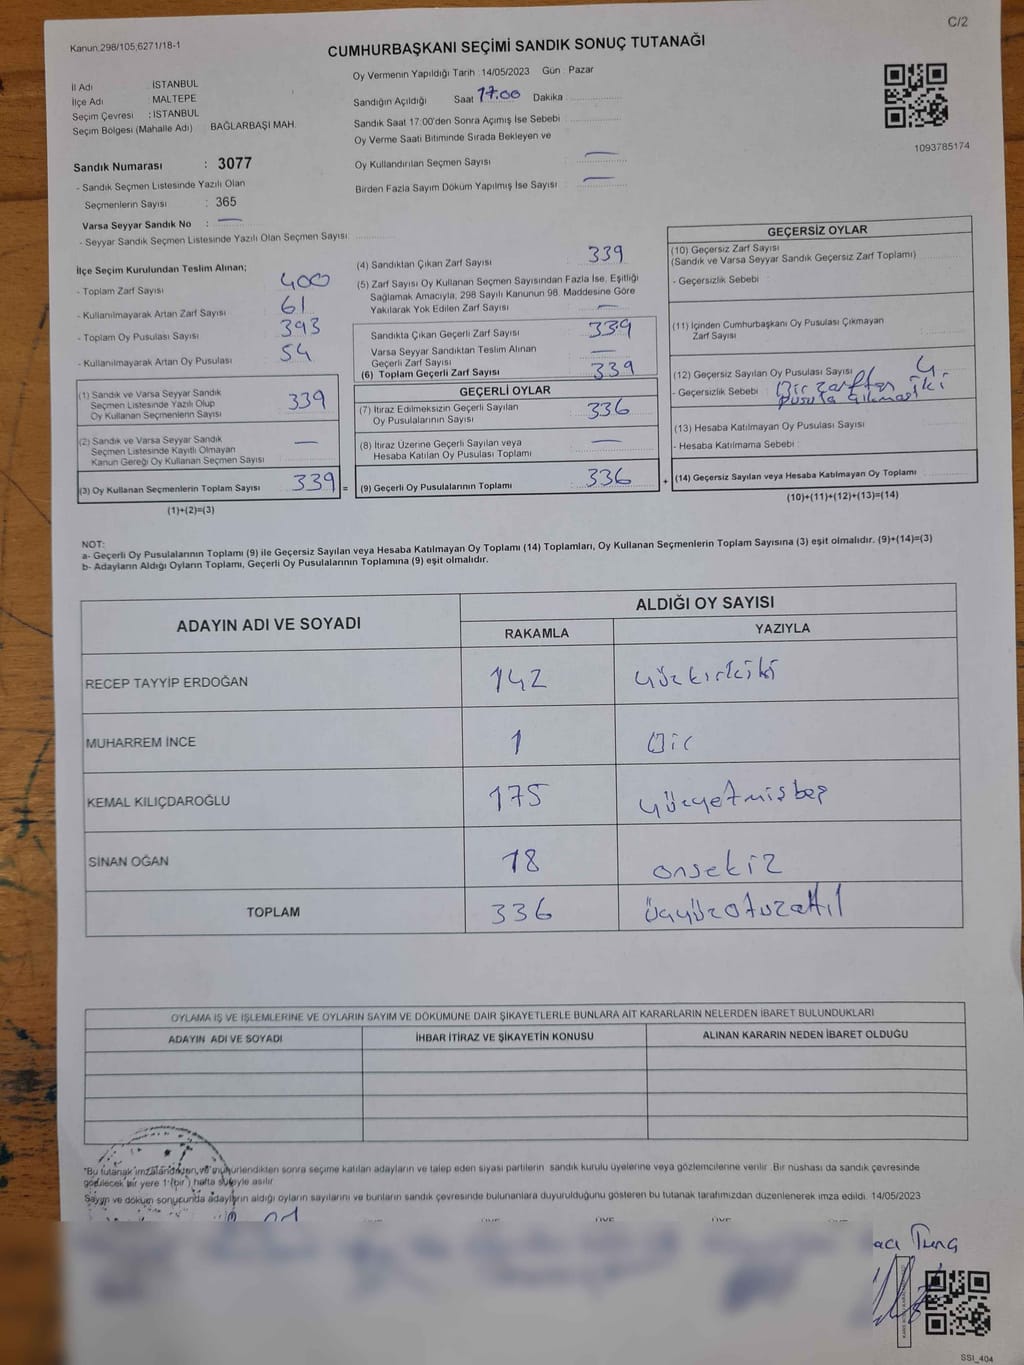 C/2
Kanun,298/105;6271/18-1
CUMHURBAŞKANI SEÇİMİ SANDIK SONUÇ TUTANAĞI
İl Adı : İSTANBUL
İlçe Adı : MALTEPE
Seçim Çevresi : İSTANBUL
Seçim Bölgesi (Mahalle Adı) BAĞLARBAŞI MAH.
Oy Vermenin Yapıldığı Tarih :14/05/2023 Gün : Pazar
Sandığın Açıldığı Saat 17.00 Dakika
Sandık Saat 17:00'den Sonra Açımış İse Sebebi :
Oy Verme Saati Bitiminde Sırada Bekleyen ve
Oy Kullandırılan Seçmen Sayısı : —
Birden Fazla Sayım Döküm Yapılmış İse Sayısı : —
1093785174
Sandık Numarası : 3077
- Sandık Seçmen Listesinde Yazılı Olan
Seçmenlerin Sayısı : 365
Varsa Seyyar Sandık No : —
- Seyyar Sandık Seçmen Listesinde Yazılı Olan Seçmen Sayısı:
İlçe Seçim Kurulundan Teslim Alınan;
- Toplam Zarf Sayısı : 400
- Kullanılmayarak Artan Zarf Sayısı : 61
- Toplam Oy Pusulası Sayısı : 393
- Kullanılmayarak Artan Oy Pusulası : 54
(1) Sandık ve Varsa Seyyar Sandık
Seçmen Listesinde Yazılı Olup
Oy Kullanan Seçmenlerin Sayısı : 339
(2) Sandık ve Varsa Seyyar Sandık
Seçmen Listesinde Kayıtlı Olmayan
Kanun Gereği Oy Kullanan Seçmen Sayısı : —
(3) Oy Kullanan Seçmenlerin Toplam Sayısı : 339 =
(1)+(2)=(3)
(4) Sandıktan Çıkan Zarf Sayısı : 339
(5) Zarf Sayısı Oy Kullanan Seçmen Sayısından Fazla İse, Eşitliği
Sağlamak Amacıyla, 298 Sayılı Kanunun 98. Maddesine Göre
Yakılarak Yok Edilen Zarf Sayısı : —
Sandıkta Çıkan Geçerli Zarf Sayısı : 339
Varsa Seyyar Sandıktan Teslim Alınan
Geçerli Zarf Sayısı : —
(6) Toplam Geçerli Zarf Sayısı : 339
GEÇERLİ OYLAR
(7) İtiraz Edilmeksizin Geçerli Sayılan
Oy Pusulalarının Sayısı : 336
(8) İtiraz Üzerine Geçerli Sayılan veya
Hesaba Katılan Oy Pusulası Toplamı : —
(9) Geçerli Oy Pusulalarının Toplamı : 336 +
GEÇERSİZ OYLAR
(10) Geçersiz Zarf Sayısı
(Sandık ve Varsa Seyyar Sandık Geçersiz Zarf Toplamı)
- Geçersizlik Sebebi :
(11) İçinden Cumhurbaşkanı Oy Pusulası Çıkmayan
Zarf Sayısı :
(12) Geçersiz Sayılan Oy Pusulası Sayısı : 4
- Geçersizlik Sebebi : Bir zarftan iki
pusula çıkması
(13) Hesaba Katılmayan Oy Pusulası Sayısı :
- Hesaba Katılmama Sebebi :
(14) Geçersiz Sayılan veya Hesaba Katılmayan Oy Toplamı :
(10)+(11)+(12)+(13)=(14)
NOT:
a- Geçerli Oy Pusulalarının Toplamı (9) ile Geçersiz Sayılan veya Hesaba Katılmayan Oy Toplamı (14) Toplamları, Oy Kullanan Seçmenlerin Toplam Sayısına (3) eşit olmalıdır. (9)+(14)=(3)
b- Adayların Aldığı Oyların Toplamı, Geçerli Oy Pusulalarının Toplamına (9) eşit olmalıdır.
ADAYIN ADI VE SOYADI ALDIĞI OY SAYISI
RAKAMLA YAZIYLA
RECEP TAYYİP ERDOĞAN 142 yüzkırkiki
MUHARREM İNCE 1 Bir
KEMAL KILIÇDAROĞLU 175 yüzyetmişbeş
SİNAN OĞAN 18 onsekiz
TOPLAM 336 üçyüzotuzaltı
OYLAMA İŞ VE İŞLEMLERİNE VE OYLARIN SAYIM VE DÖKÜMÜNE DAİR ŞİKAYETLERLE BUNLARA AİT KARARLARIN NELERDEN İBARET BULUNDUKLARI
ADAYIN ADI VE SOYADI İHBAR İTİRAZ VE ŞİKAYETİN KONUSU ALINAN KARARIN NEDEN İBARET OLDUĞU
*Bu tutanak imzalandıktan ve mühürlendikten sonra seçime katılan adayların ve talep eden siyasi partilerin sandık kurulu üyelerine veya gözlemcilerine verilir. Bir nüshası da sandık çevresinde
görülecek bir yere 1 (bir ) hafta süreyle asılır.
Sayım ve döküm sonucunda adayların aldığı oyların sayılarını ve bunların sandık çevresinde bulunanlara duyurulduğunu gösteren bu tutanak tarafımızdan düzenlenerek imza edildi. 14/05/2023
ÜYE ÜYE ÜYE ÜYE ÜYE
SSI_404